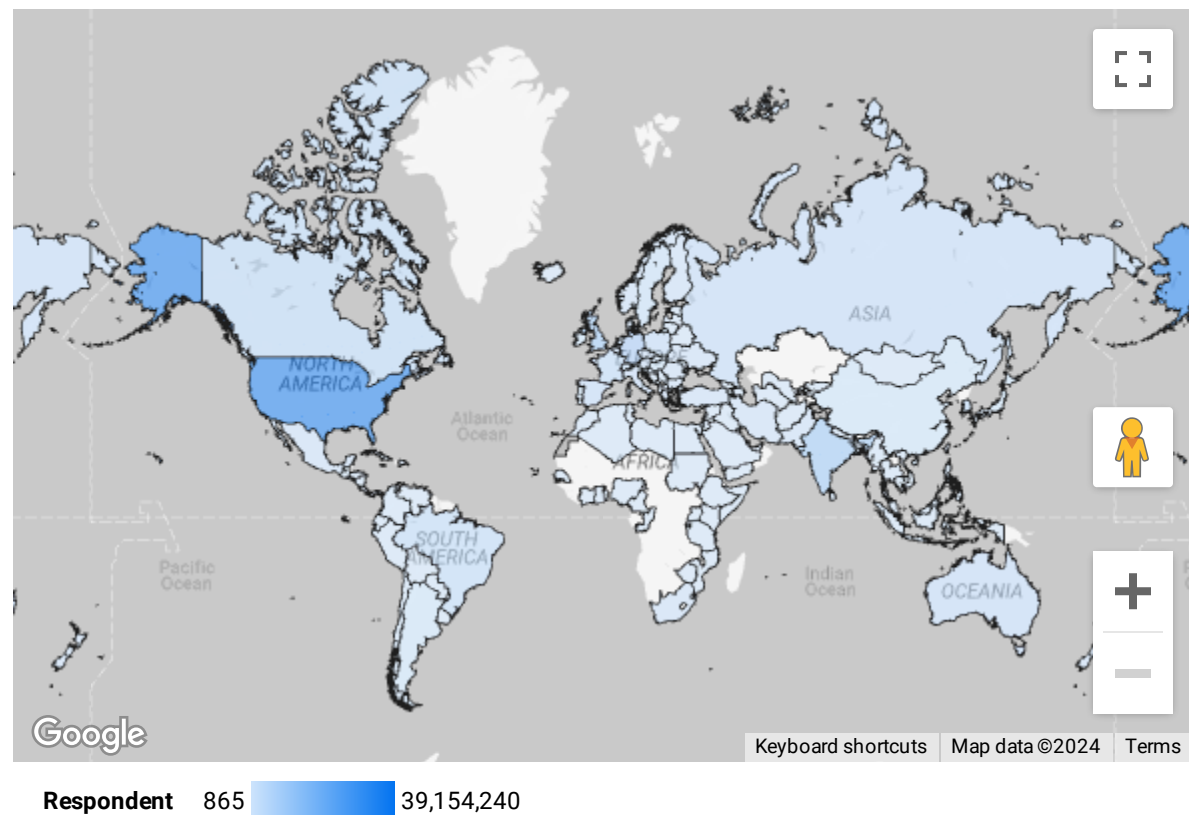 ASIA
NORTH
AMERICA
EUROPE
Atlantic
Ocean
AFRICA
SOUTH
AMERICA
Pacific
Ocean
Indian
Ocean
OCEANIA
Google
Keyboard shortcuts
Map data ©2024
Terms
Respondent 865 39,154,240